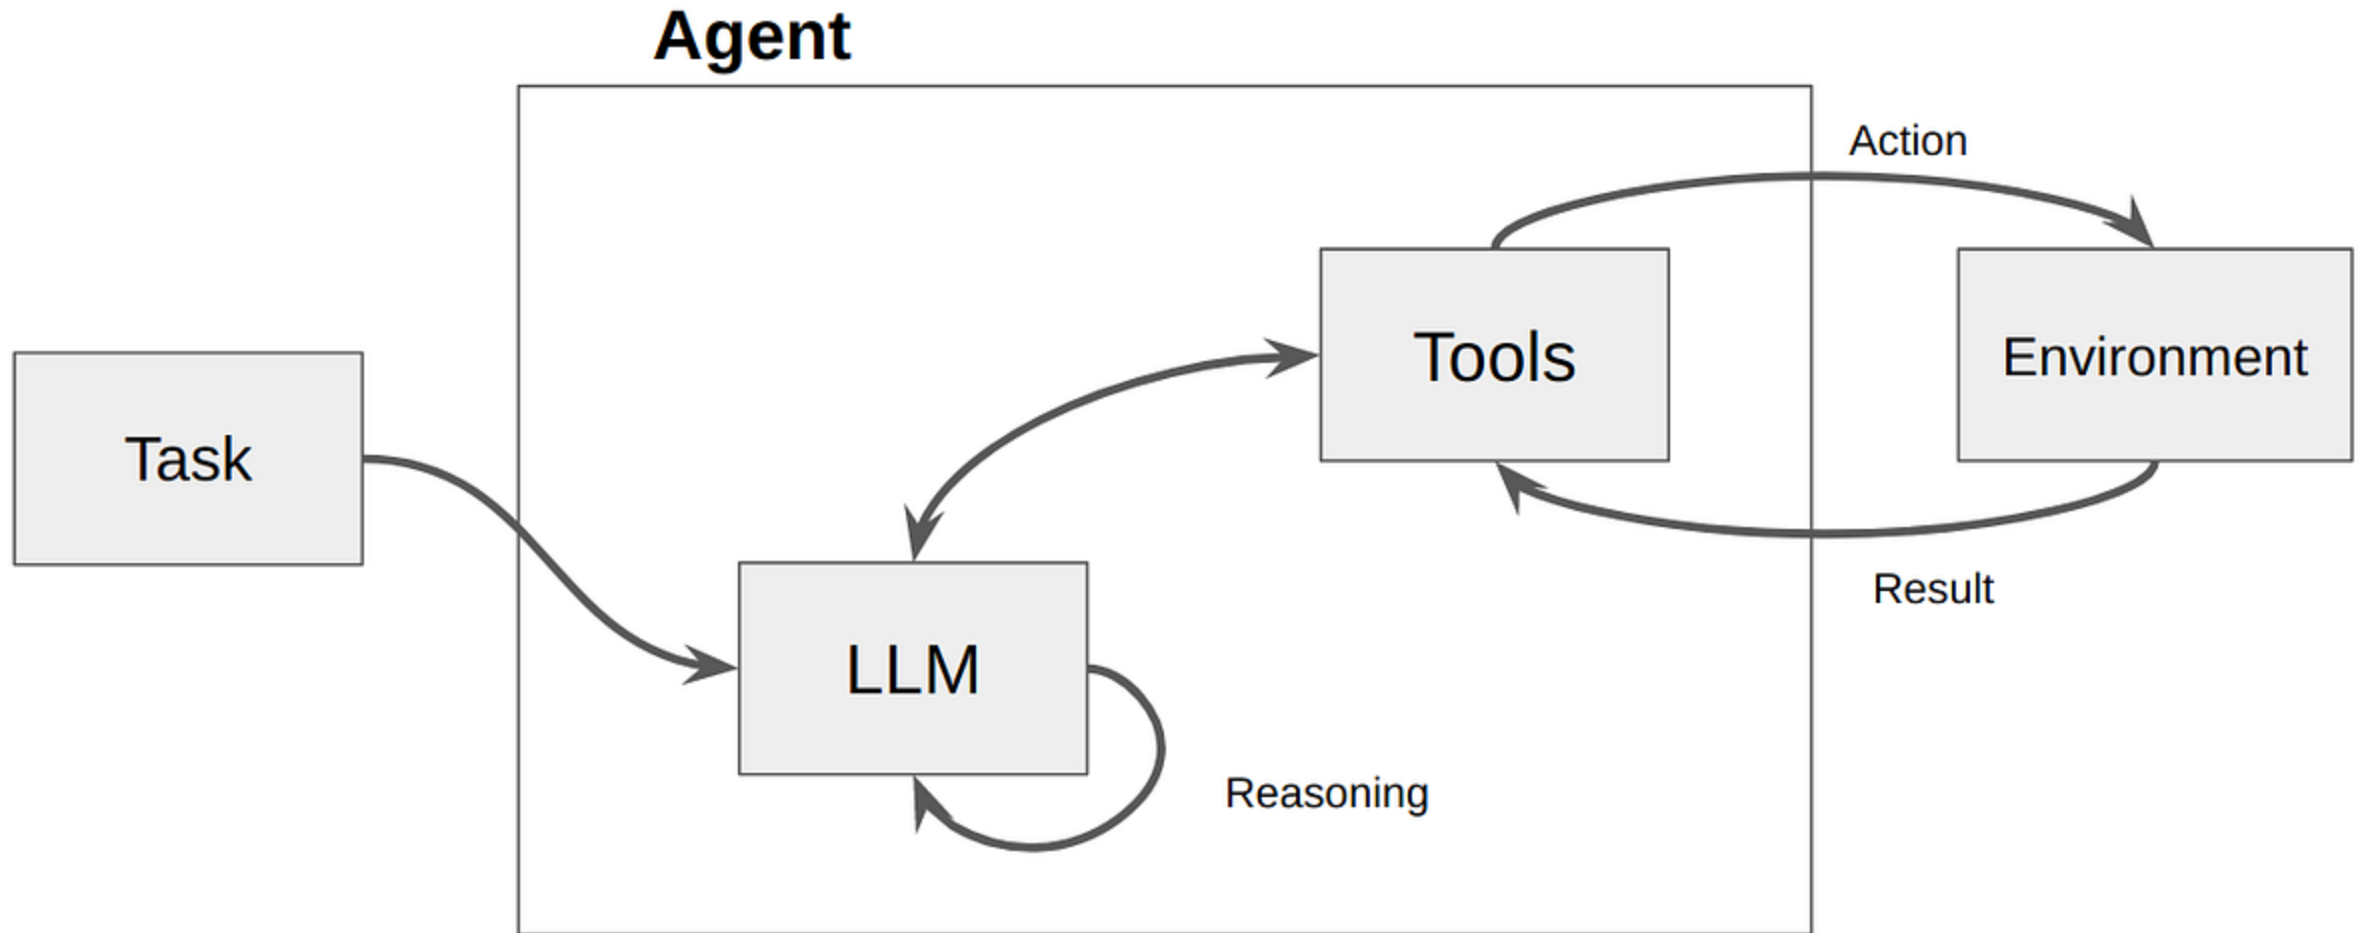 Agent
Action
Task
Tools
Environment
LLM
Result
Reasoning